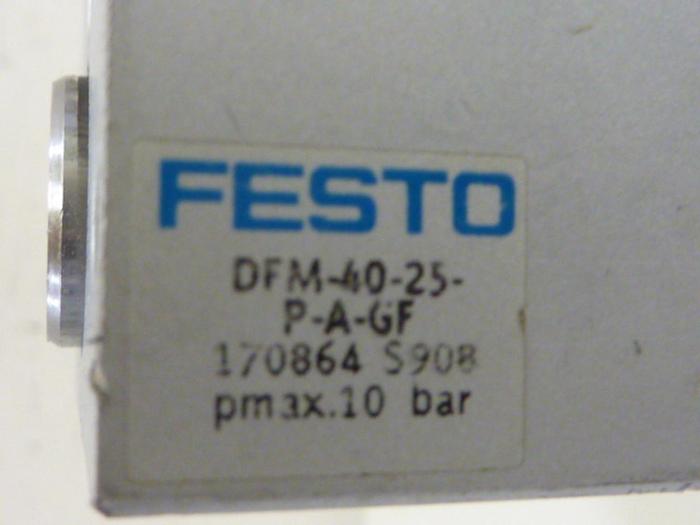 FESTO
DFM-40-25-
P-A-GF
170864 S908
pmax.10 bar